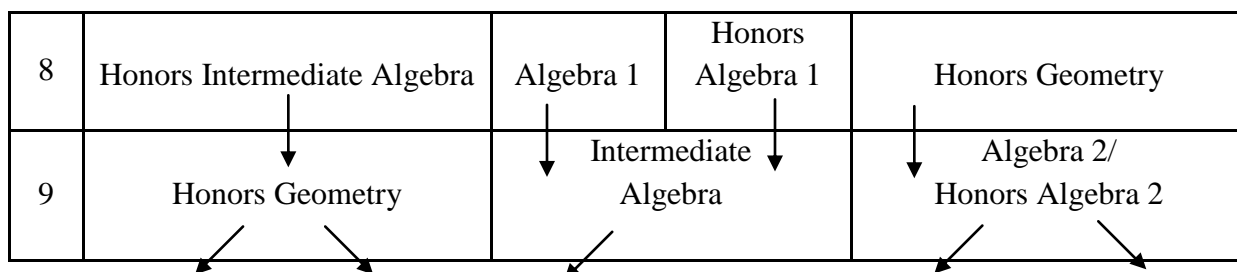 8
Honors Intermediate Algebra
Algebra 1
Honors
Algebra 1
Honors Geometry
9
Honors Geometry
Intermediate
Algebra
Algebra 2/
Honors Algebra 2